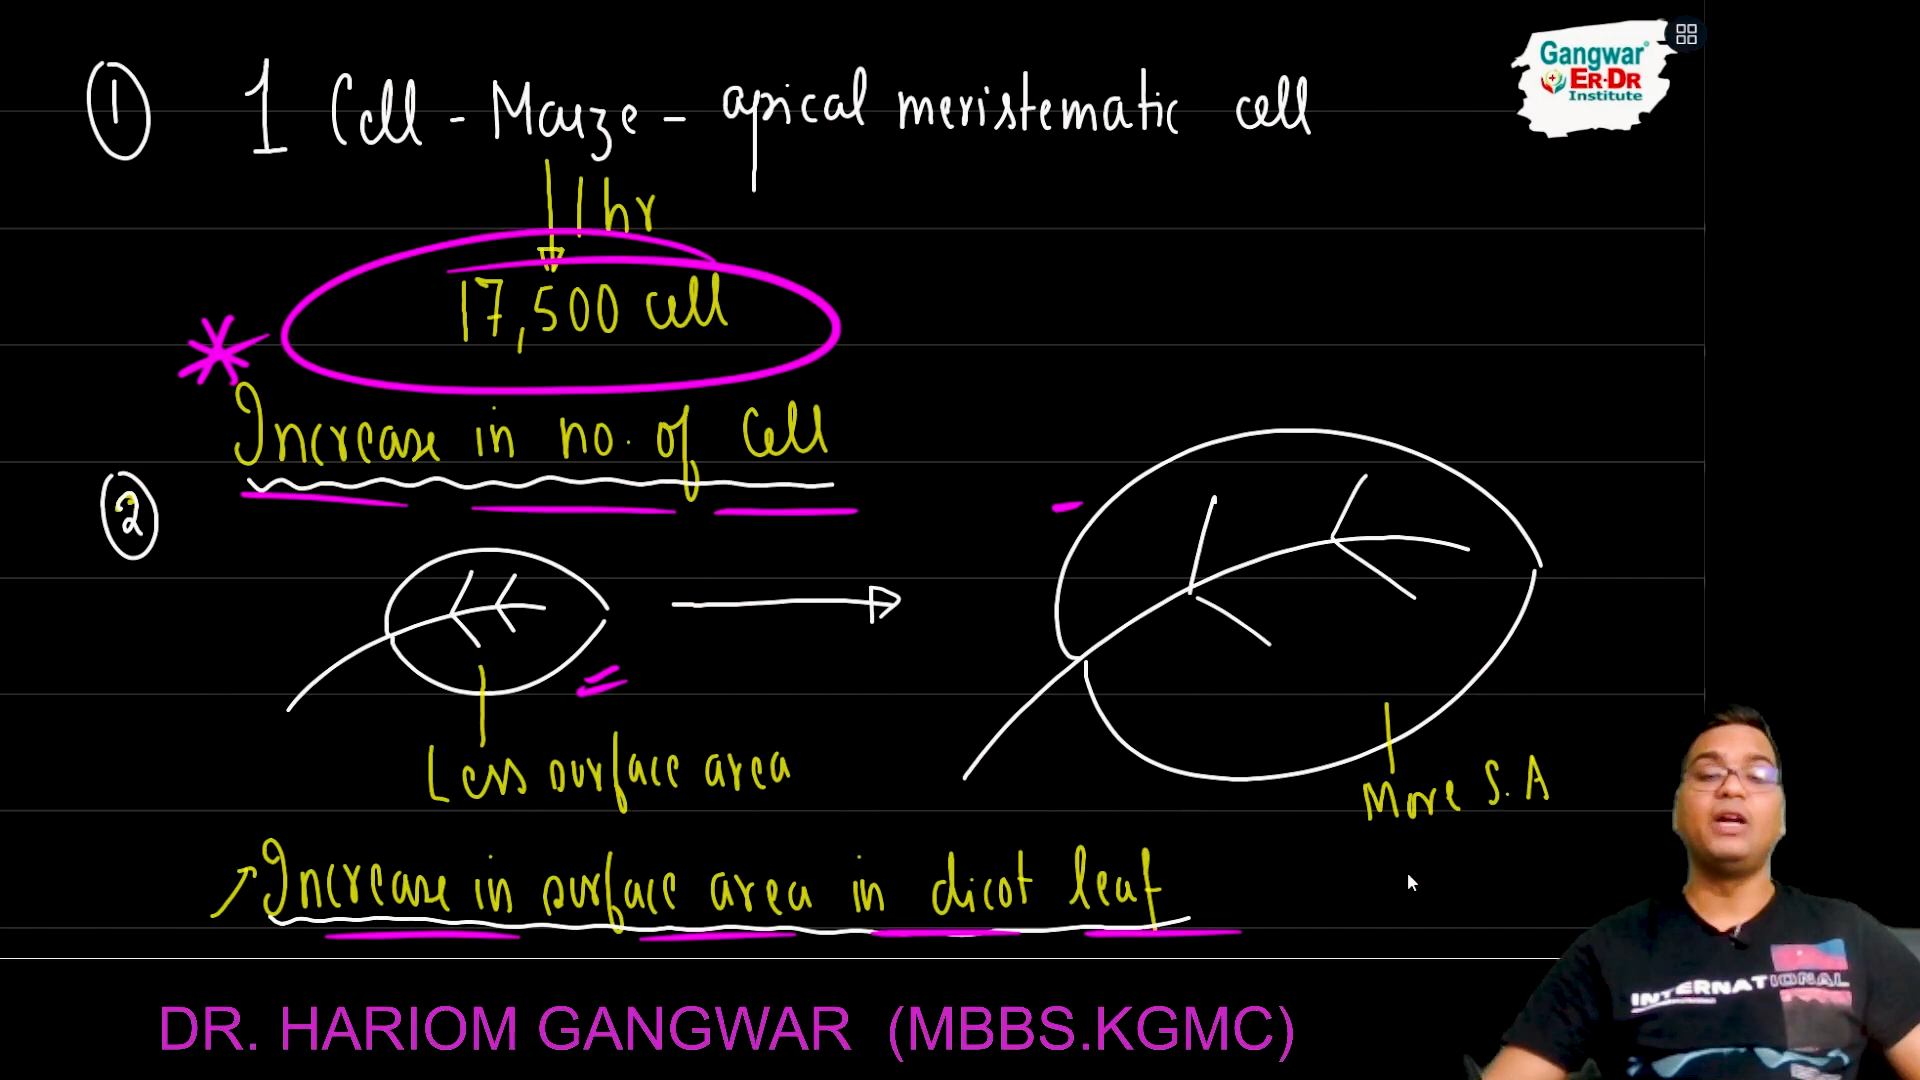 ① 1 Cell - Maize - apical meristematic cell
Gangwar
ER-DR
Institute
1 hr
17,500 cell
Increase in no. of Cell
②
Less surface area
More S.A
Increase in surface area in dicot leaf
INTERNATIONAL
DR. HARIOM GANGWAR (MBBS.KGMC)